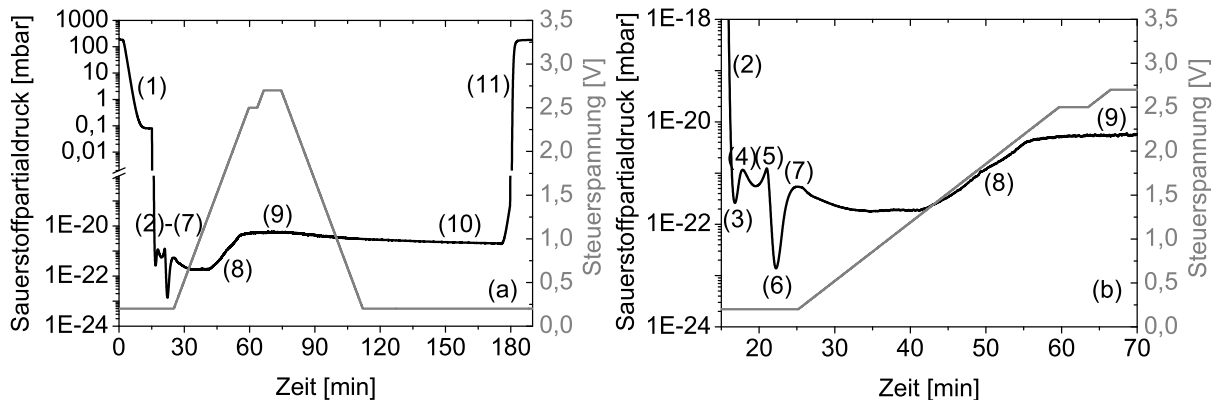 1000
100
10
1
0,1
0,01
1E-20
1E-22
1E-24
Sauerstoffpartialdruck [mbar]
0 30 60 90 120 150 180
Zeit [min]
3,5
3,0
2,5
2,0
1,5
1,0
0,5
0,0
Steuerspannung [V]
(1)
(2)-(7)
(8)
(9)
(10)
(11)
(a)
1E-18
1E-20
1E-22
1E-24
Sauerstoffpartialdruck [mbar]
20 30 40 50 60 70
Zeit [min]
3,5
3,0
2,5
2,0
1,5
1,0
0,5
0,0
Steuerspannung [V]
(2)
(4) (5)
(7)
(3)
(6)
(8)
(9)
(b)